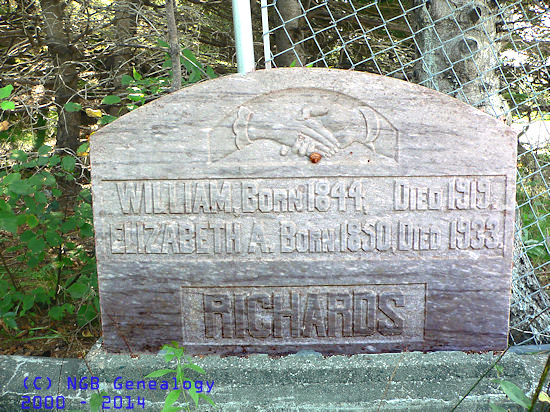 WILLIAM, BORN 1844, DIED 1919.
ELIZABETH A. BORN 1850, DIED 1933.
RICHARDS
(C) NGB Genealogy
2000 - 2014